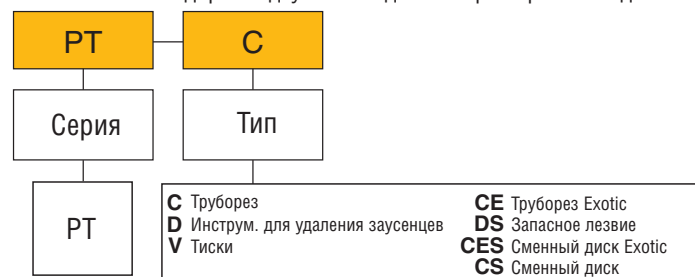 PT C
Серия Тип
PT
C Труборез
D Инструм. для удаления заусенцев
V Тиски
CE Труборез Exotic
DS Запасное лезвие
CES Сменный диск Exotic
CS Сменный диск